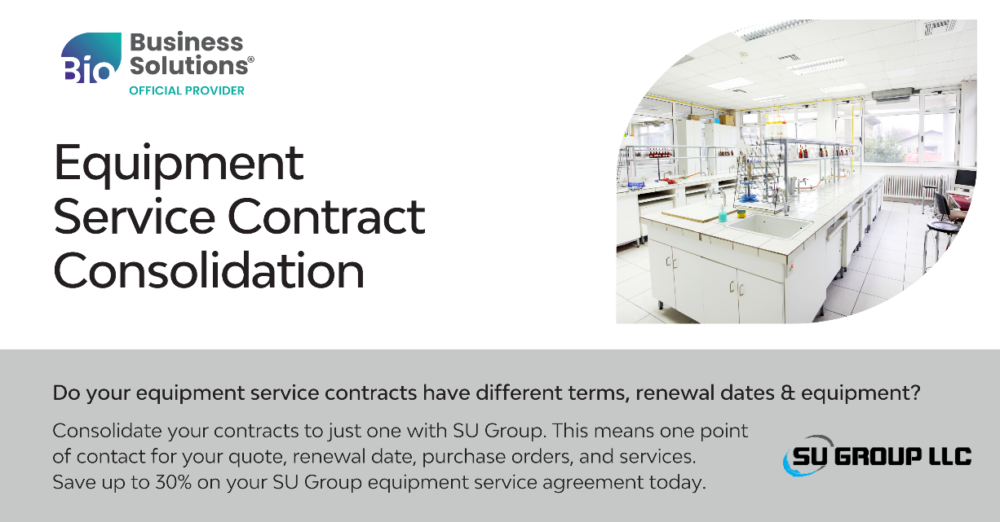 Bio
Business
Solutions®
OFFICIAL PROVIDER
Equipment
Service Contract
Consolidation
Do your equipment service contracts have different terms, renewal dates & equipment?
Consolidate your contracts to just one with SU Group. This means one point
of contact for your quote, renewal date, purchase orders, and services.
Save up to 30% on your SU Group equipment service agreement today.
SU GROUP LLC